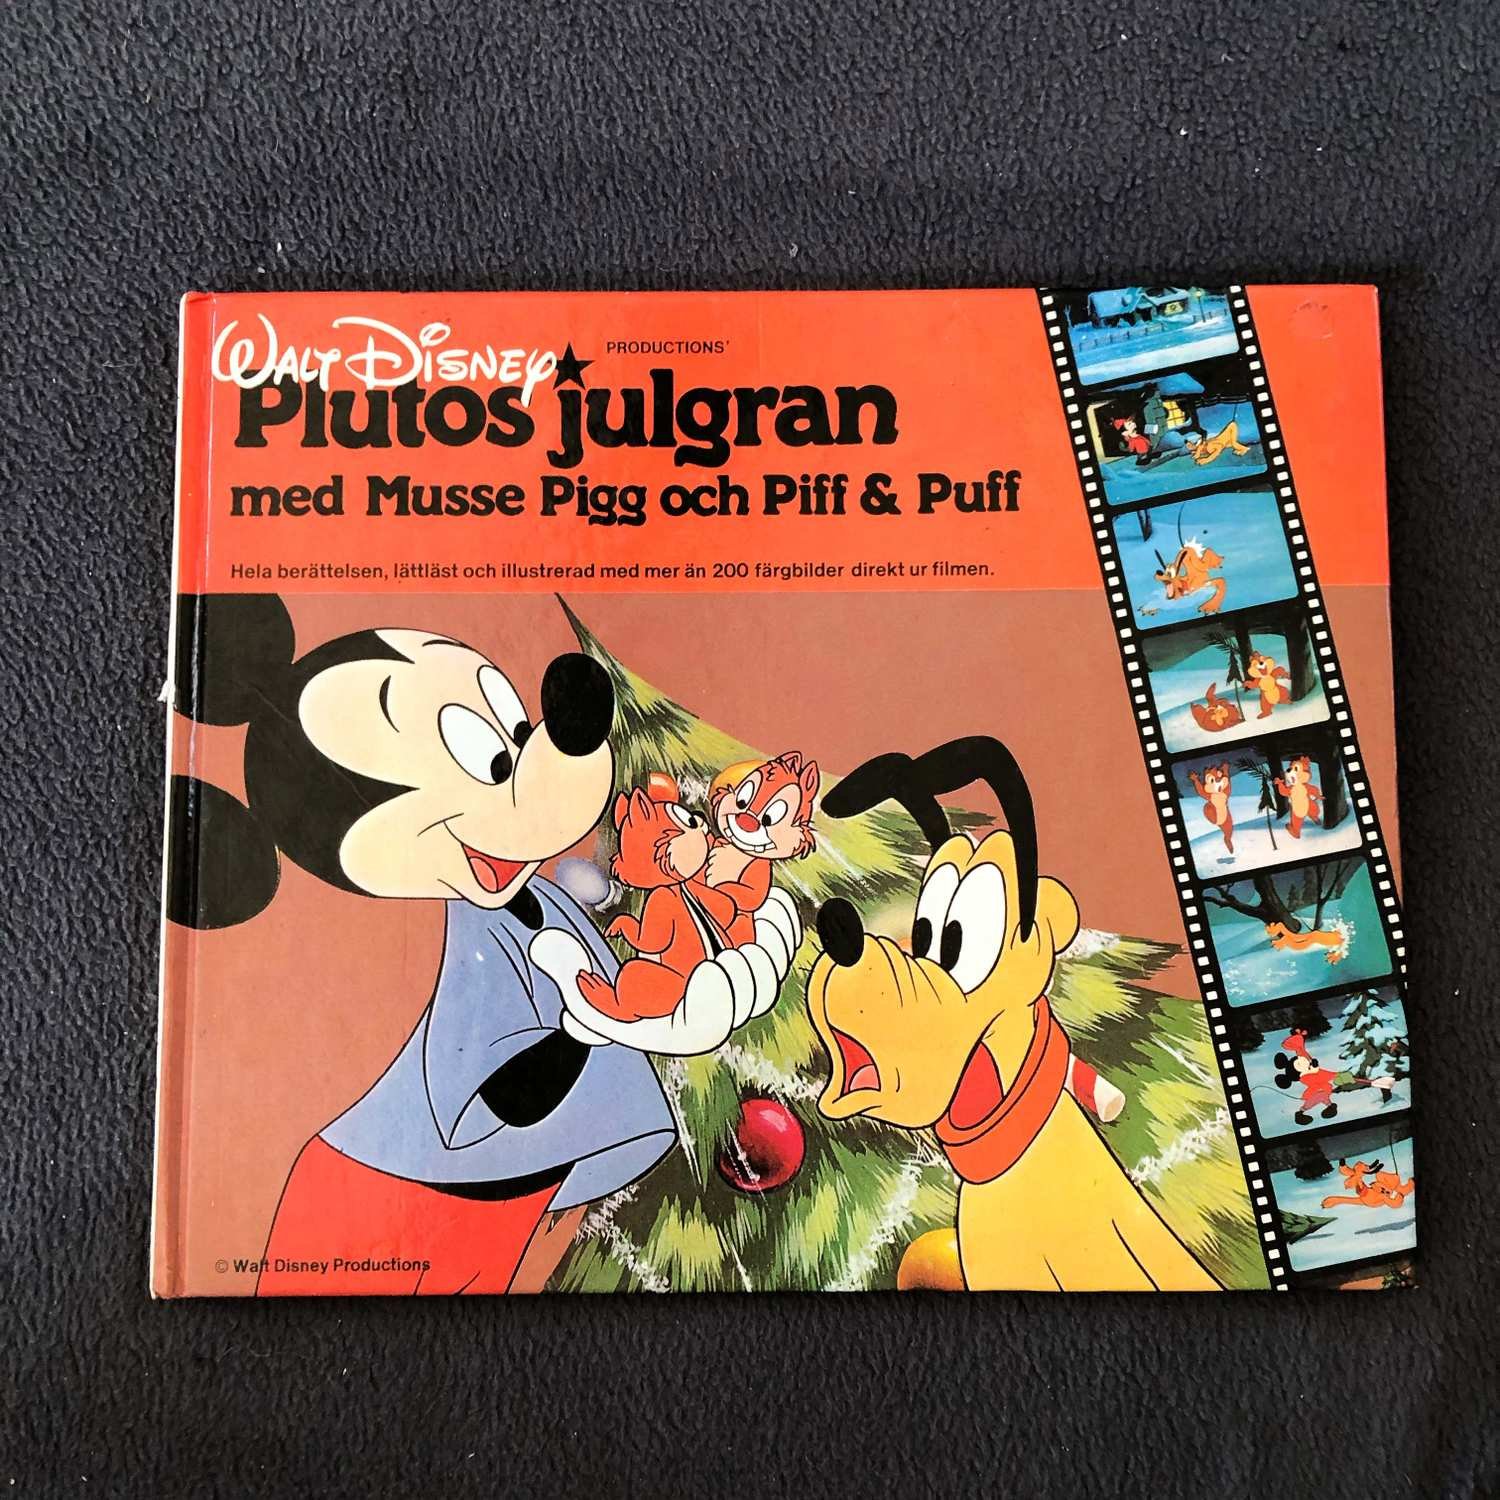 WALT DISNEY PRODUCTIONS'
Plutos julgran
med Musse Pigg och Piff & Puff
Hela berättelsen, lättläst och illustrerad med mer än 200 färgbilder direkt ur filmen.
© Walt Disney Productions